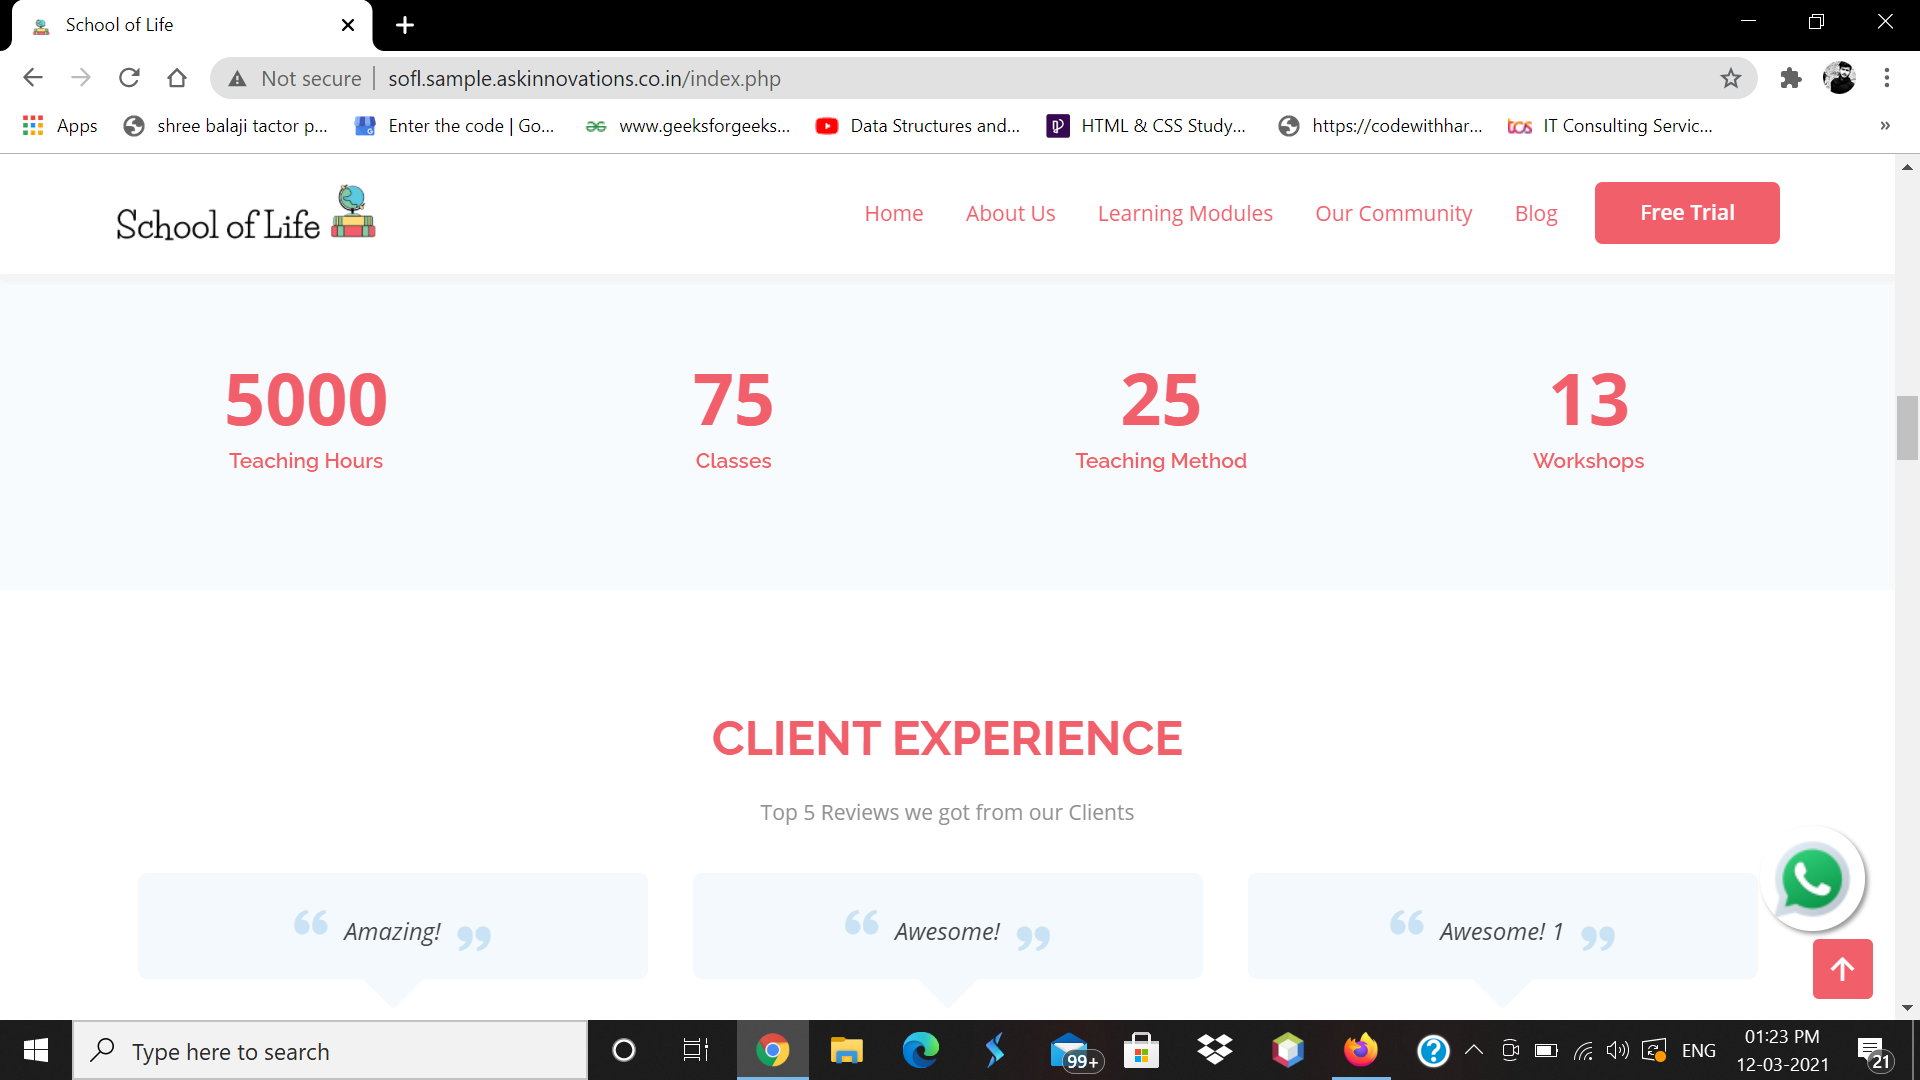 School of Life
Not secure
sofl.sample.askinnovations.co.in/index.php
Apps
shree balaji tactor p...
Enter the code | Go...
www.geeksforgeeks...
Data Structures and...
HTML & CSS Study...
https://codewithhar...
tcs
IT Consulting Servic...
»
School of Life
Home
About Us
Learning Modules
Our Community
Blog
Free Trial
5000
75
25
13
Teaching Hours
Classes
Teaching Method
Workshops
CLIENT EXPERIENCE
Top 5 Reviews we got from our Clients
“ Amazing! ”
“ Awesome! ”
“ Awesome! 1 ”
Type here to search
99+
ENG
01:23 PM
12-03-2021
21